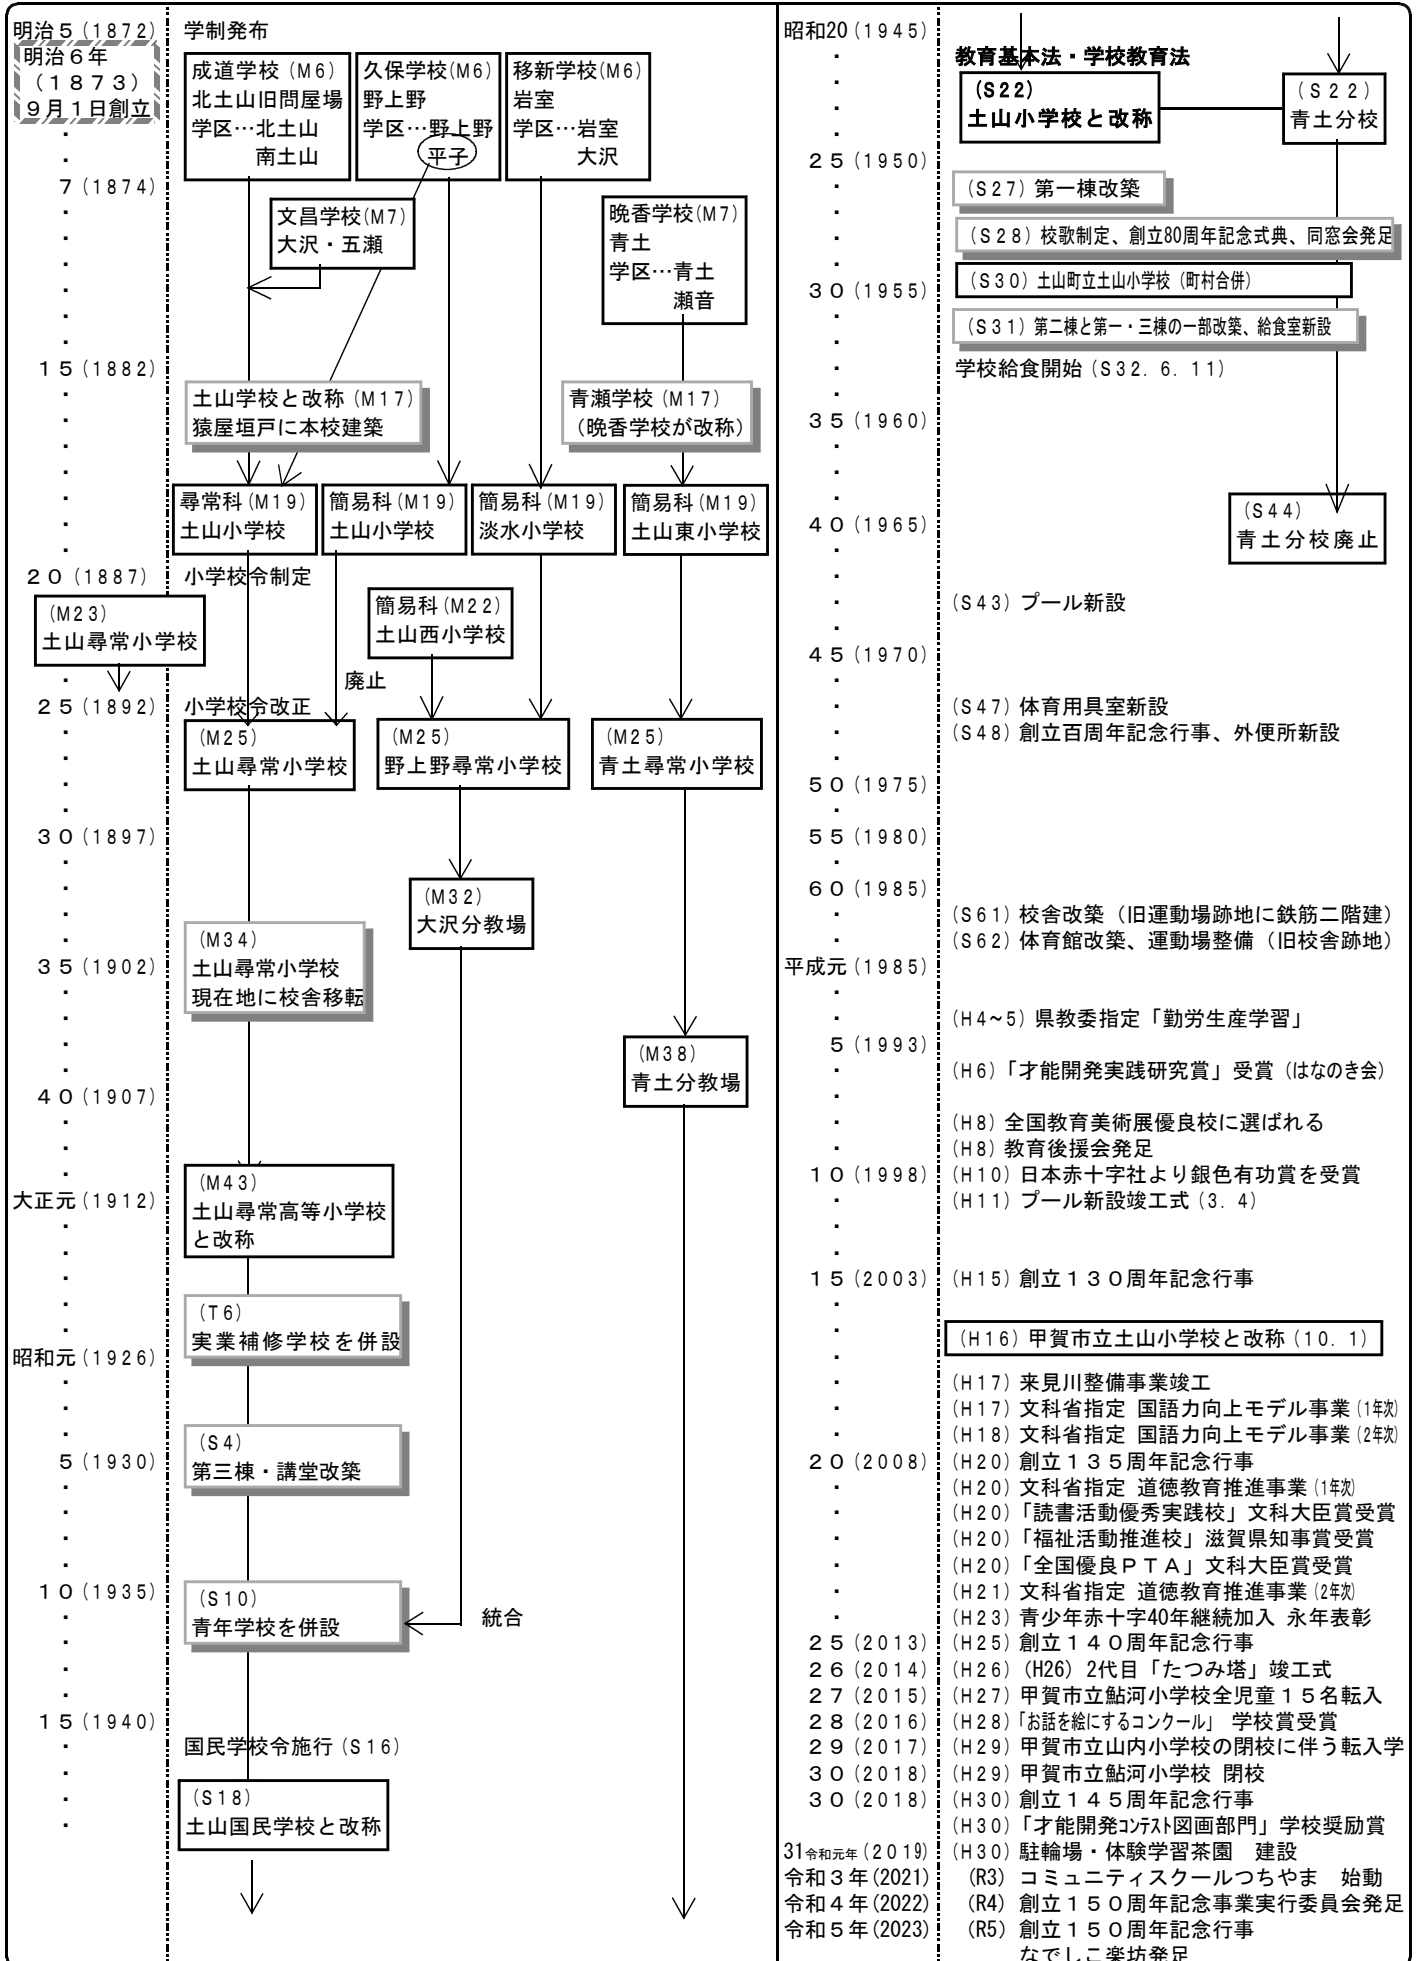 明治５(1872)
学制発布
明治６年
（１８７３）
９月１日創立
成道学校（M6)
北土山旧問屋場
学区…北土山
南土山
久保学校(M6)
野上野
学区…野上野
平子
移新学校(M6)
岩室
学区…岩室
大沢
7(1874)
文昌学校(M7)
大沢・五瀬
晩香学校(M7)
青土
学区…青土
瀬音
15(1882)
土山学校と改称(M17)
猿屋垣戸に本校建築
青瀬学校(M17)
（晩香学校が改称）
尋常科(M19)
土山小学校
簡易科(M19)
土山小学校
簡易科(M19)
淡水小学校
簡易科(M19)
土山東小学校
20(1887)
小学校令制定
(M23)
土山尋常小学校
簡易科(M22)
土山西小学校
廃止
25(1892)
小学校令改正
(M25)
土山尋常小学校
(M25)
野上野尋常小学校
(M25)
青土尋常小学校
30(1897)
(M32)
大沢分教場
(M34)
土山尋常小学校
現在地に校舎移転
35(1902)
(M38)
青土分教場
40(1907)
(M43)
土山尋常高等小学校
と改称
大正元(1912)
(T6)
実業補修学校を併設
昭和元(1926)
(S4)
第三棟・講堂改築
5(1930)
10(1935)
(S10)
青年学校を併設
統合
15(1940)
国民学校令施行(S16)
(S18)
土山国民学校と改称
昭和20(1945)
教育基本法・学校教育法
(S22)
土山小学校と改称
(S22)
青土分校
25(1950)
(S27)第一棟改築
(S28)校歌制定、創立80周年記念式典、同窓会発足
(S30)土山町立土山小学校（町村合併）
30(1955)
(S31)第二棟と第一・三棟の一部改築、給食室新設
学校給食開始(S32.6.11)
35(1960)
(S44)
青土分校廃止
40(1965)
(S43)プール新設
45(1970)
(S47)体育用具室新設
(S48)創立百周年記念行事、外便所新設
50(1975)
55(1980)
60(1985)
(S61)校舎改築（旧運動場跡地に鉄筋二階建）
(S62)体育館改築、運動場整備（旧校舎跡地）
平成元(1985)
(H4~5)県教委指定「勤労生産学習」
5(1993)
(H6)「才能開発実践研究賞」受賞（はなのき会）
(H8)全国教育美術展優良校に選ばれる
(H8)教育後援会発足
10(1998)
(H10)日本赤十字社より銀色有功賞を受賞
(H11)プール新設竣工式(3.4)
15(2003)
(H15)創立１３０周年記念行事
(H16)甲賀市立土山小学校と改称(10.1)
(H17)来見川整備事業竣工
(H17)文科省指定 国語力向上モデル事業(1年次)
(H18)文科省指定 国語力向上モデル事業(2年次)
20(2008)
(H20)創立１３５周年記念行事
(H20)文科省指定 道徳教育推進事業(1年次)
(H20)「読書活動優秀実践校」文科大臣賞受賞
(H20)「福祉活動推進校」滋賀県知事賞受賞
(H20)「全国優良ＰＴＡ」文科大臣賞受賞
(H21)文科省指定 道徳教育推進事業(2年次)
(H23)青少年赤十字40年継続加入 永年表彰
25(2013)
(H25)創立１４０周年記念行事
26(2014)
(H26)(H26) 2代目「たつみ塔」竣工式
27(2015)
(H27)甲賀市立鮎河小学校全児童１５名転入
28(2016)
(H28)「お話を絵にするコンクール」 学校賞受賞
29(2017)
(H29)甲賀市立山内小学校の閉校に伴う転入学
30(2018)
(H29)甲賀市立鮎河小学校 閉校
30(2018)
(H30)創立１４５周年記念行事
(H30)「才能開発ｺﾝﾃｽﾄ図画部門」学校奨励賞
31令和元年(2019)
(H30)駐輪場・体験学習茶園　建設
令和３年(2021)
(R3) コミュニティスクールつちやま　始動
令和４年(2022)
(R4) 創立１５０周年記念事業実行委員会発足
令和５年(2023)
(R5) 創立１５０周年記念行事
なでしこ楽坊発足